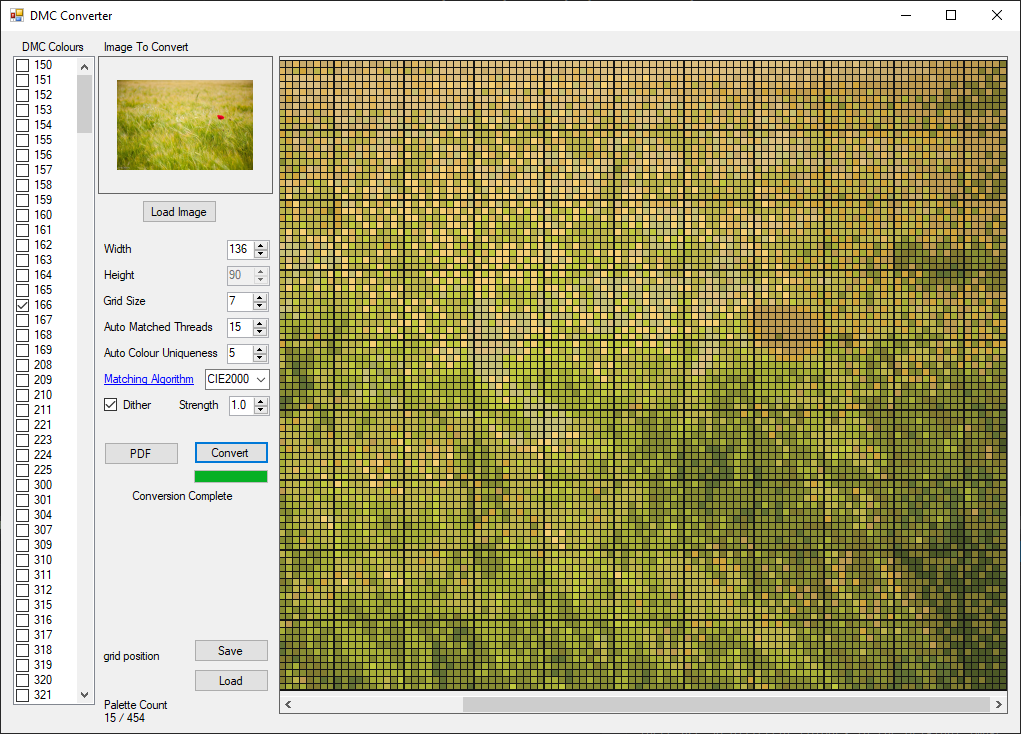 DMC Converter
DMC Colours
Image To Convert
150
151
152
153
154
155
156
157
158
159
160
161
162
163
164
165
166
167
168
169
208
209
210
211
221
223
224
225
300
301
304
307
309
310
311
312
315
316
317
318
319
320
321
Load Image
Width 136
Height 90
Grid Size 7
Auto Matched Threads 15
Auto Colour Uniqueness 5
Matching Algorithm CIE2000
Dither Strength 1.0
PDF Convert
Conversion Complete
grid position
Save
Load
Palette Count
15 / 454